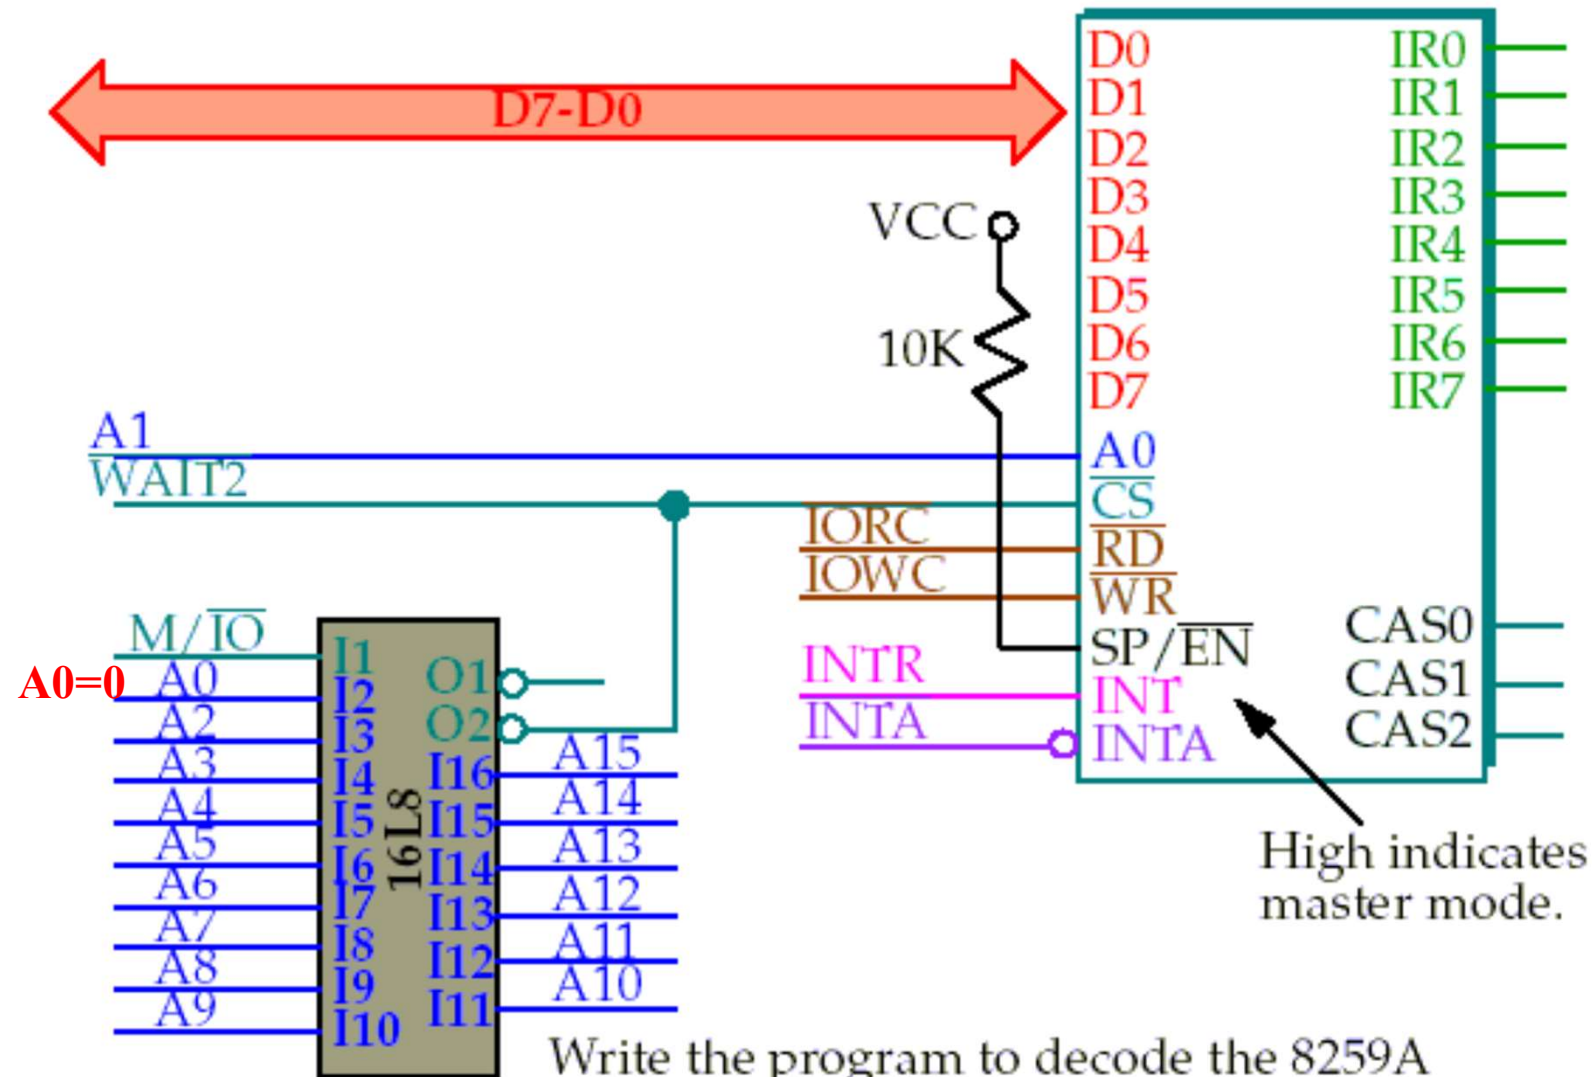 D7-D0
D0
D1
D2
D3
D4
D5
D6
D7
IR0
IR1
IR2
IR3
IR4
IR5
IR6
IR7
VCC
10K
A1
WAIT2
A0
CS
IORC
RD
IOWC
WR
SP/EN
INTR
INT
INTA
INTA
CAS0
CAS1
CAS2
High indicates
master mode.
A0=0
M/IO
A0
A2
A3
A4
A5
A6
A7
A8
A9
I1
I2
I3
I4
I5
I6
I7
I8
I9
I10
16L8
O1
O2
I16
I15
I14
I13
I12
I11
A15
A14
A13
A12
A11
A10
Write the program to decode the 8259A